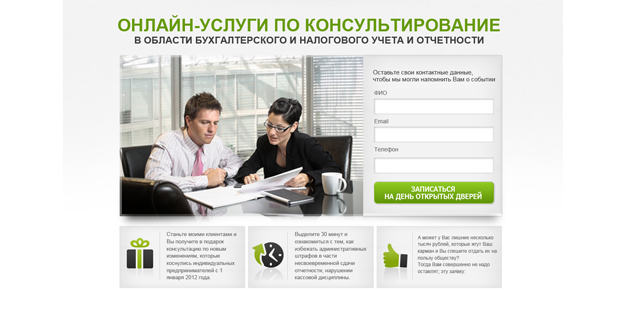 ОНЛАЙН-УСЛУГИ ПО КОНСУЛЬТИРОВАНИЕ
В ОБЛАСТИ БУХГАЛТЕРСКОГО И НАЛОГОВОГО УЧЕТА И ОТЧЕТНОСТИ
Оставьте свои контактные данные,
чтобы мы могли напомнить Вам о событии
ФИО
Email
Телефон
ЗАПИСАТЬСЯ
НА ДЕНЬ ОТКРЫТЫХ ДВЕРЕЙ
Станьте моими клиентами и
Вы получите в подарок
консультацию по новым
изменениям, которые
коснулись индивидуальных
предпринимателей с 1
января 2012 года.
Выделите 30 минут и
ознакомиться с тем, как
избежать административных
штрафов в части
несвоевременной сдачи
отчетности, нарушении
кассовой дисциплины.
А может у Вас лишние несколько
тысяч рублей, которые жгут Ваш
карман и Вы спешите отдать их на
пользу обществу?
Тогда Вам совершенно не надо
оставлят, эту заявку.